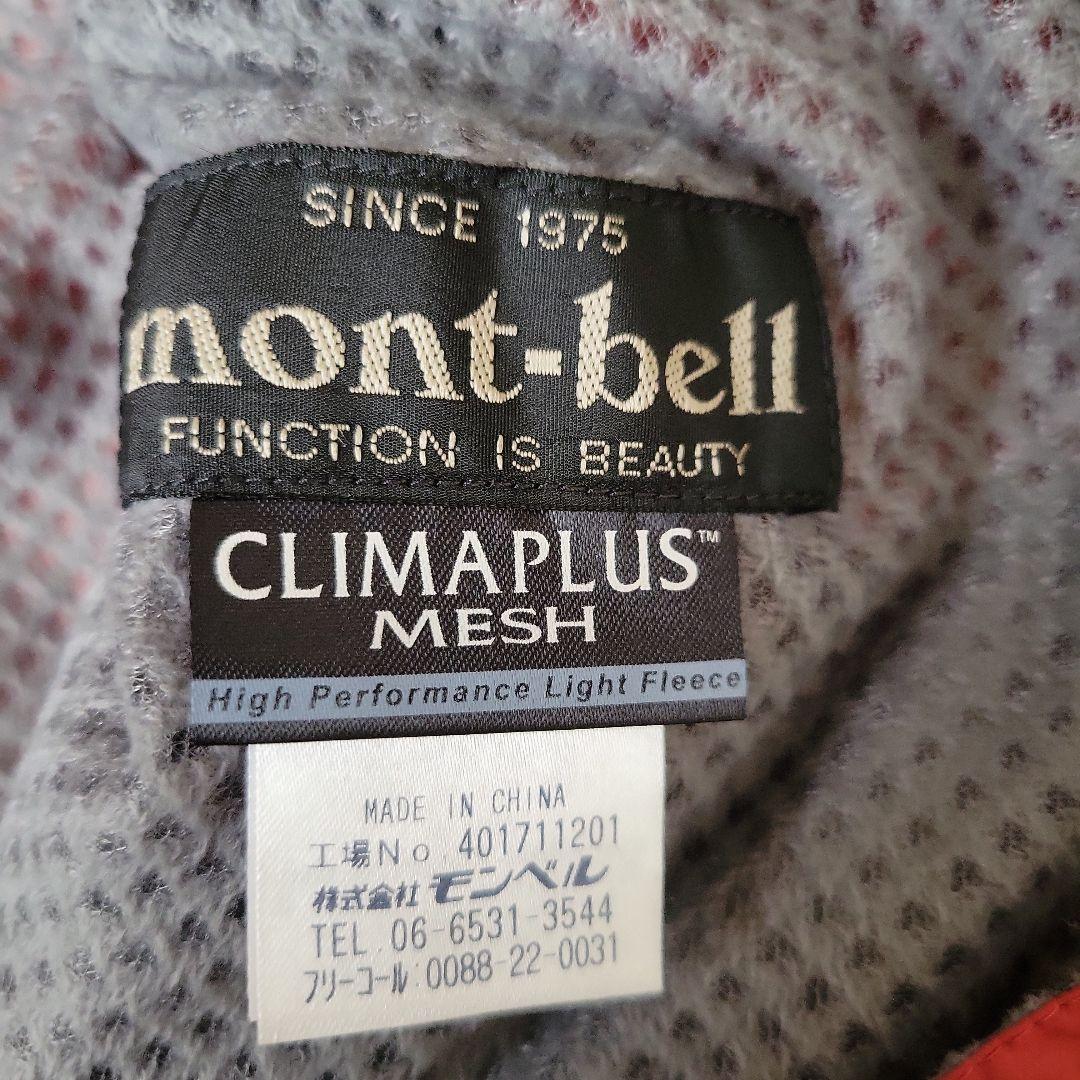 SINCE 1975
mont-bell
FUNCTION IS BEAUTY
CLIMAPLUS™
MESH
High Performance Light Fleece
MADE IN CHINA
工場No 401711201
株式会社 モンベル
TEL.06-6531-3544
フリーコール:0088-22-0031